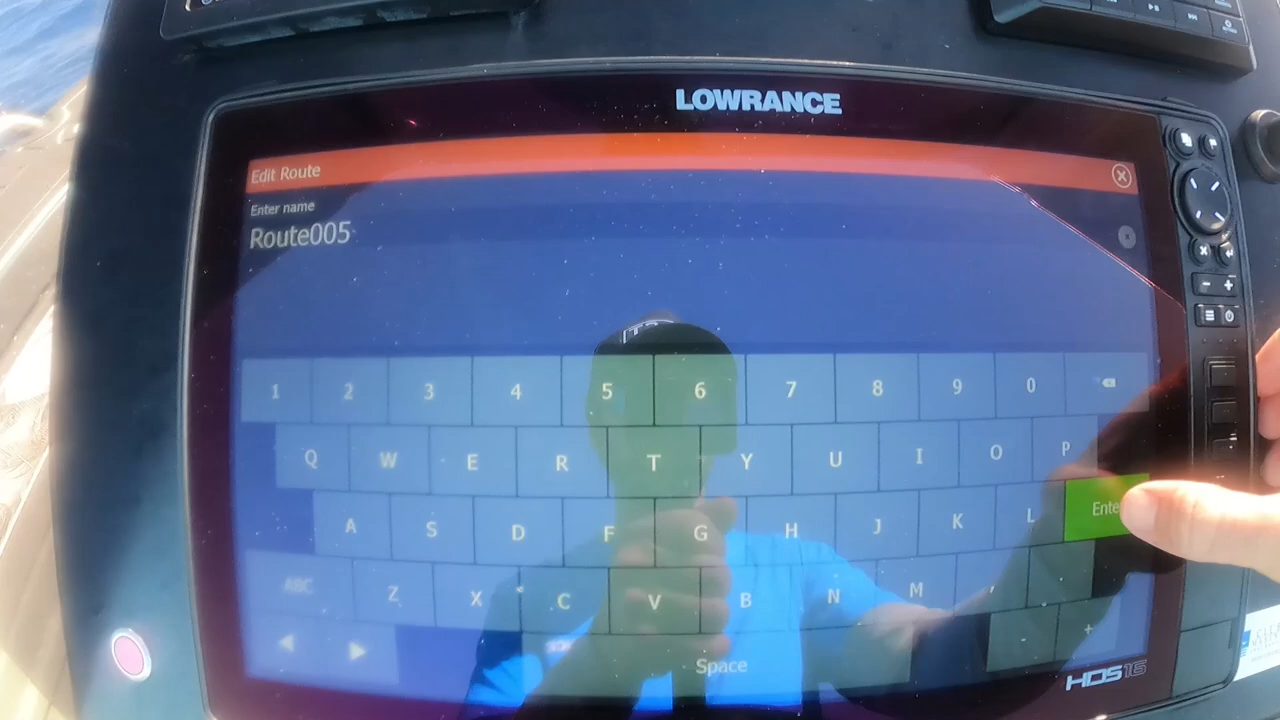 LOWRANCE
Edit Route
Enter name
Route005
1 2 3 4 5 6 7 8 9 0
Q W E R T Y U I O P
A S D F G H J K L Ente
ABC Z X C V B N M , .
- +
Space
HDS16